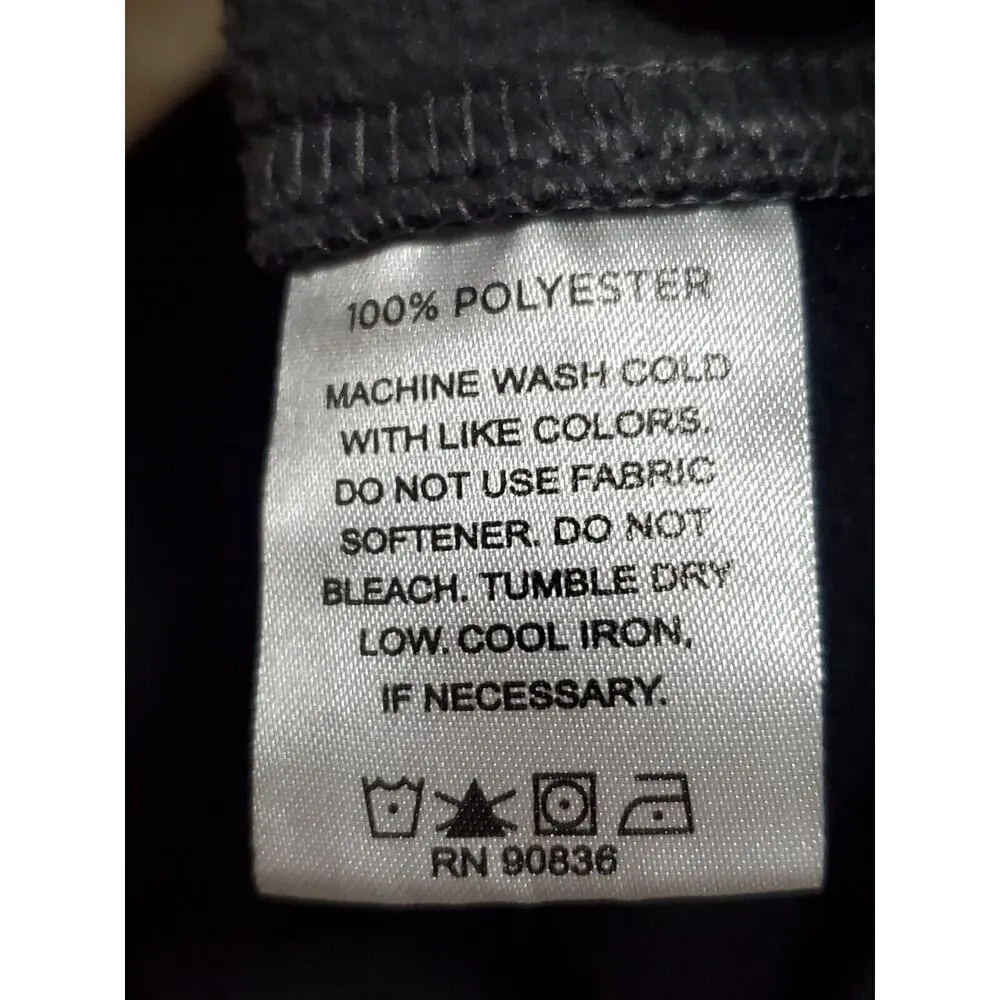 100% POLYESTER
MACHINE WASH COLD
WITH LIKE COLORS.
DO NOT USE FABRIC
SOFTENER. DO NOT
BLEACH. TUMBLE DRY
LOW. COOL IRON,
IF NECESSARY.
RN 90836